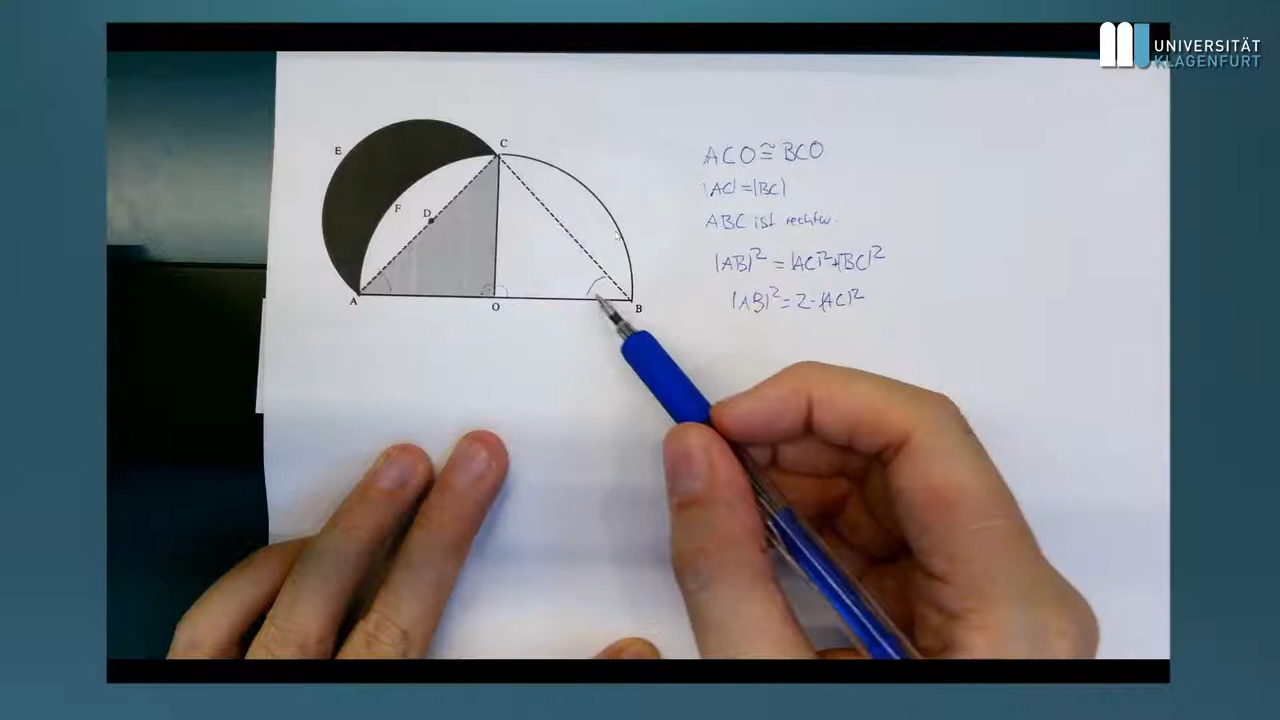 UNIVERSITÄT
KLAGENFURT
E
C
F
D
A
O
B
ACO ≅ BCO
|AC| = |BC|
ABC ist rechtw.
|AB|² = |AC|² + |BC|²
|AB|² = 2·|AC|²